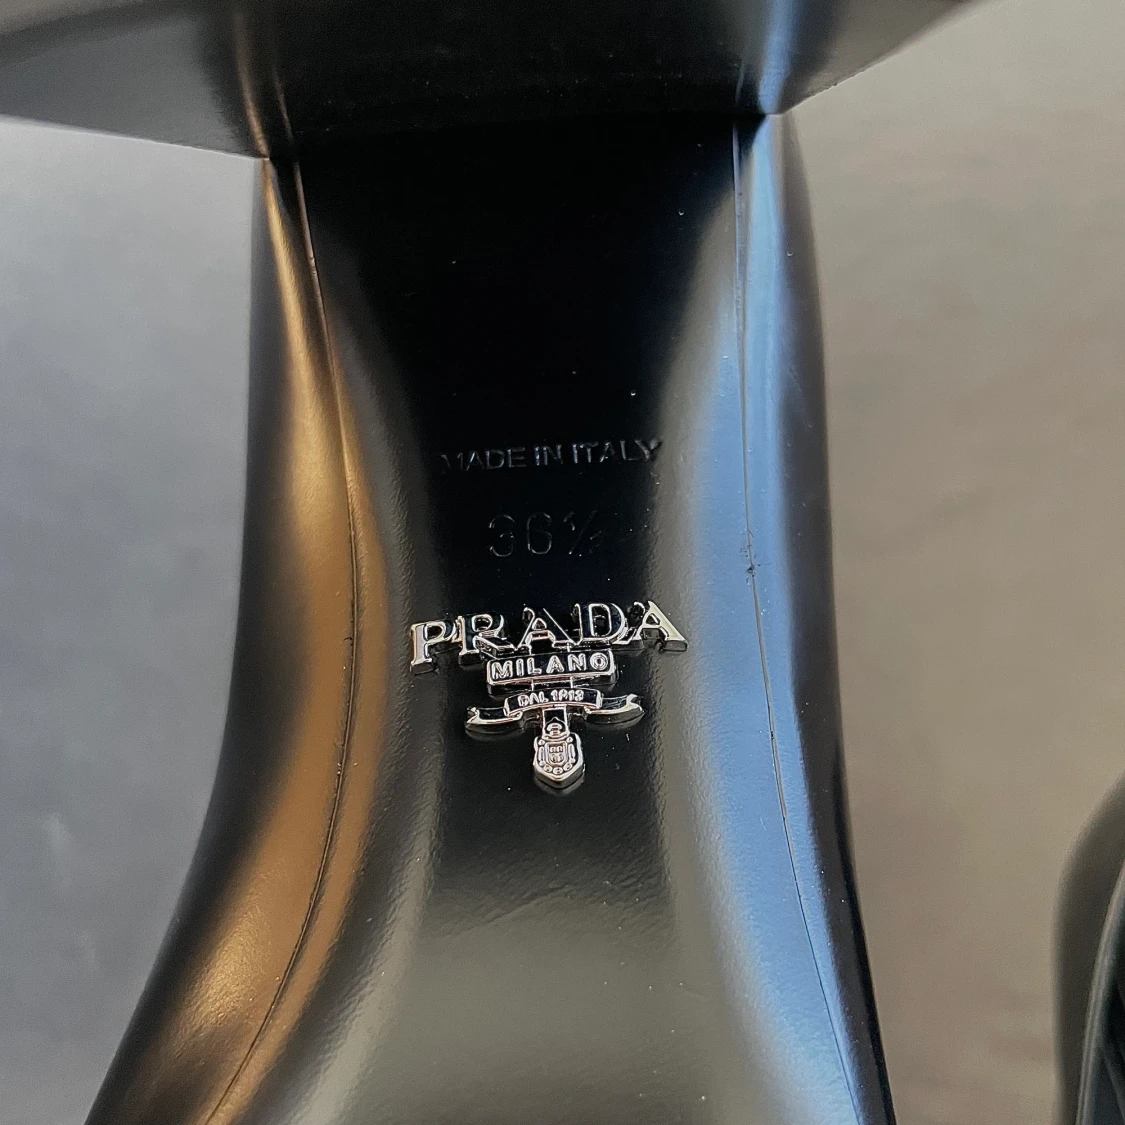 MADE IN ITALY
36½
PRADA
MILANO
DAL 1913